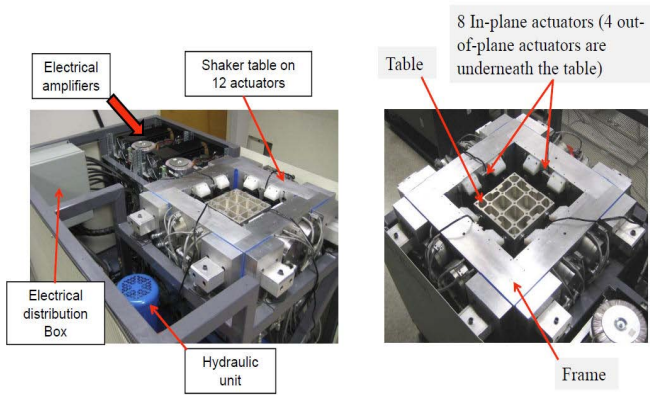 Electrical
amplifiers
Shaker table on
12 actuators
Electrical
distribution
Box
Hydraulic
unit
8 In-plane actuators (4 out-
of-plane actuators are
underneath the table)
Table
Frame